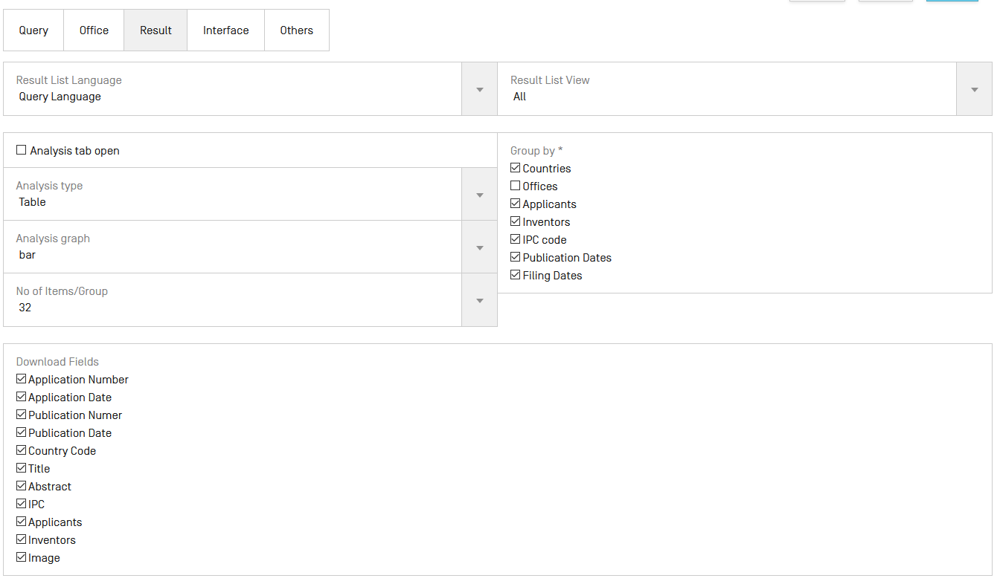 Query
Office
Result
Interface
Others
Result List Language
Query Language
Result List View
All
Analysis tab open
Analysis type
Table
Analysis graph
bar
No of Items/Group
32
Group by *
Countries
Offices
Applicants
Inventors
IPC code
Publication Dates
Filing Dates
Download Fields
Application Number
Application Date
Publication Numer
Publication Date
Country Code
Title
Abstract
IPC
Applicants
Inventors
Image